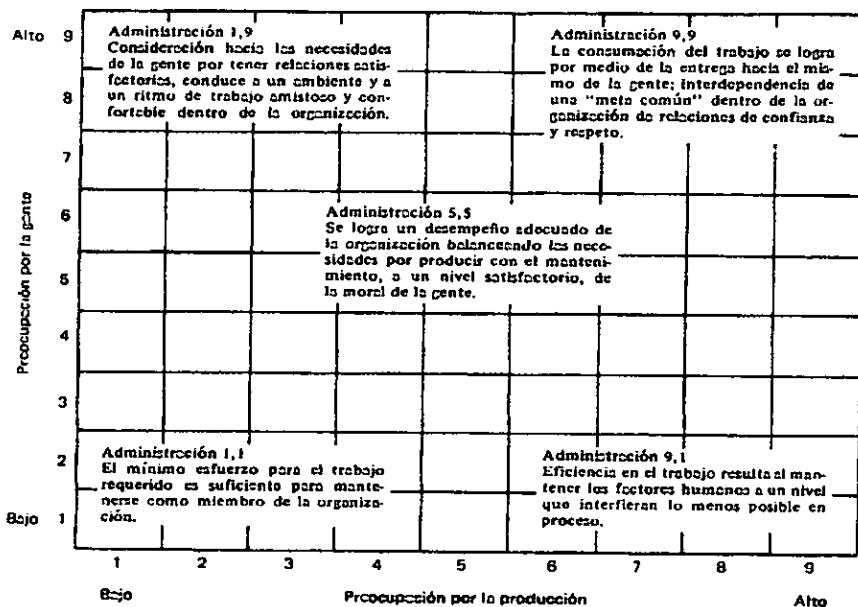 Alto 9
Administración 1,9
Consideración hacia las necesidades
de la gente por tener relaciones satis-
factorias, conduce a un ambiente y a
un ritmo de trabajo amistoso y con-
fortable dentro de la organización.
Administración 9,9
La consumación del trabajo se logra
por medio de la entrega hacia el mis-
mo de la gente; interdependencia de
una "meta común" dentro de la or-
ganización de relaciones de confianza
y respeto.
8
7
6
Administración 5,5
Se logra un desempeño adecuado de
la organización balanceando las nece-
sidades por producir con el manteni-
miento, a un nivel satisfactorio, de
la moral de la gente.
5
4
3
Preocupación por la gente
2
Administración 1,1
El mínimo esfuerzo para el trabajo
requerido es suficiente para mante-
nerse como miembro de la organiza-
ción.
Administración 9,1
Eficiencia en el trabajo resulta al man-
tener los factores humanos a un nivel
que interfieran lo menos posible en
proceso.
Bajo 1
1 2 3 4 5 6 7 8 9
Bajo Preocupación por la producción Alto